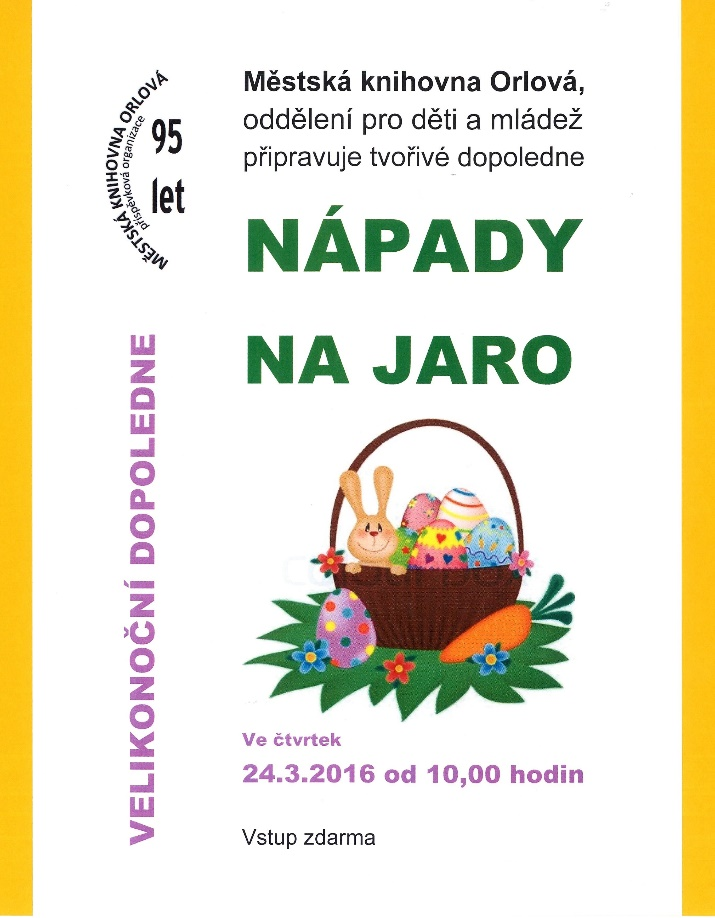 MĚSTSKÁ KNIHOVNA ORLOVÁ
příspěvková organizace
95
let
Městská knihovna Orlová,
oddělení pro děti a mládež
připravuje tvořivé dopoledne
NÁPADY
NA JARO
VELIKONOČNÍ DOPOLEDNE
Ve čtvrtek
24.3.2016 od 10,00 hodin
Vstup zdarma